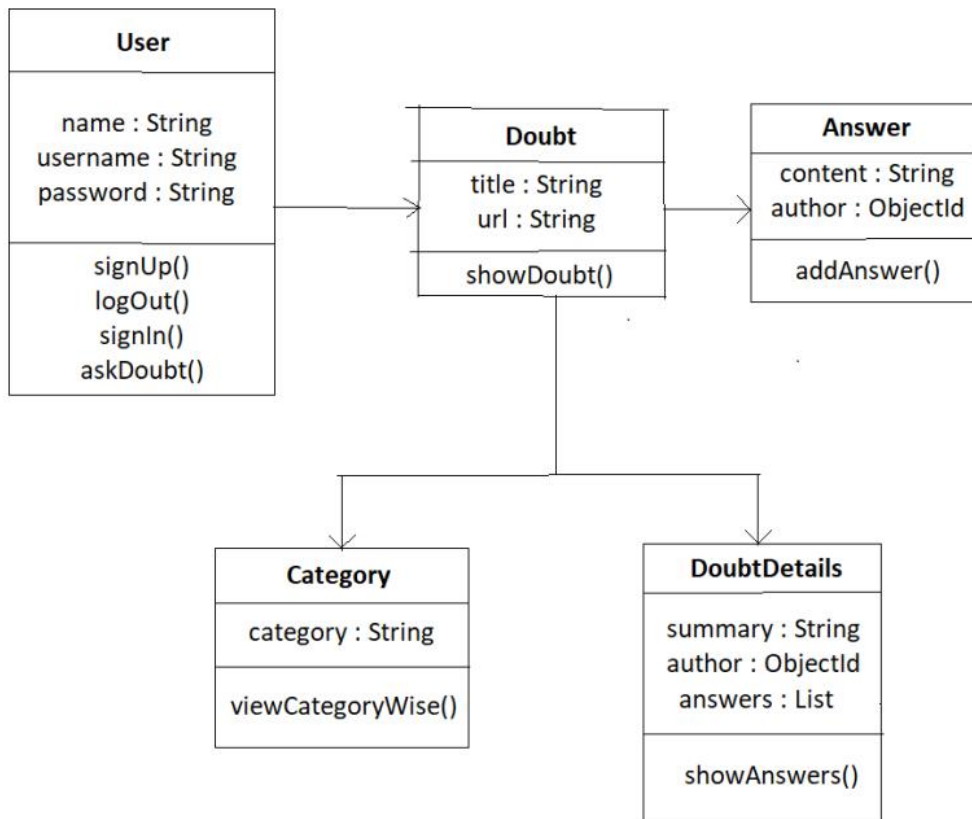 User
name : String
username : String
password : String
signUp()
logOut()
signIn()
askDoubt()
Doubt
title : String
url : String
showDoubt()
Answer
content : String
author : ObjectId
addAnswer()
Category
category : String
viewCategoryWise()
DoubtDetails
summary : String
author : ObjectId
answers : List
showAnswers()